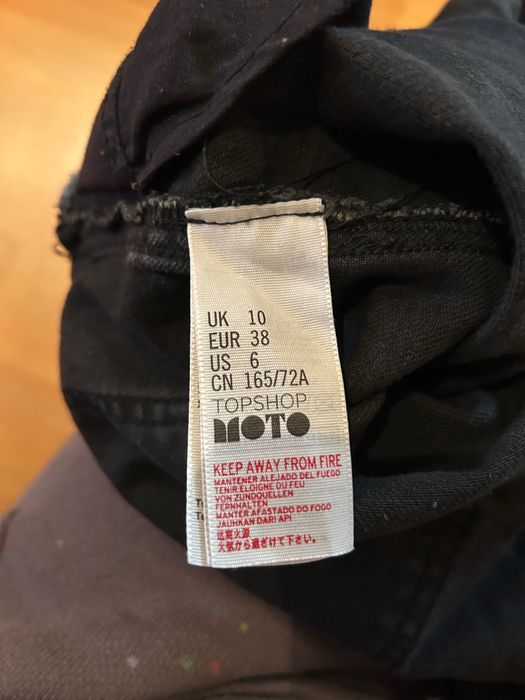 UK 10
EUR 38
US 6
CN 165/72A
TOPSHOP
MOTO
KEEP AWAY FROM FIRE
MANTENER ALEJADO DEL FUEGO
TENIR ELOIGNE DU FEU
VON ZUNDQUELLEN
FERNHALTEN
MANTER AFASTADO DO FOGO
JAUHKAN DARI API
远离火源
火気から遠ざけて下さい。